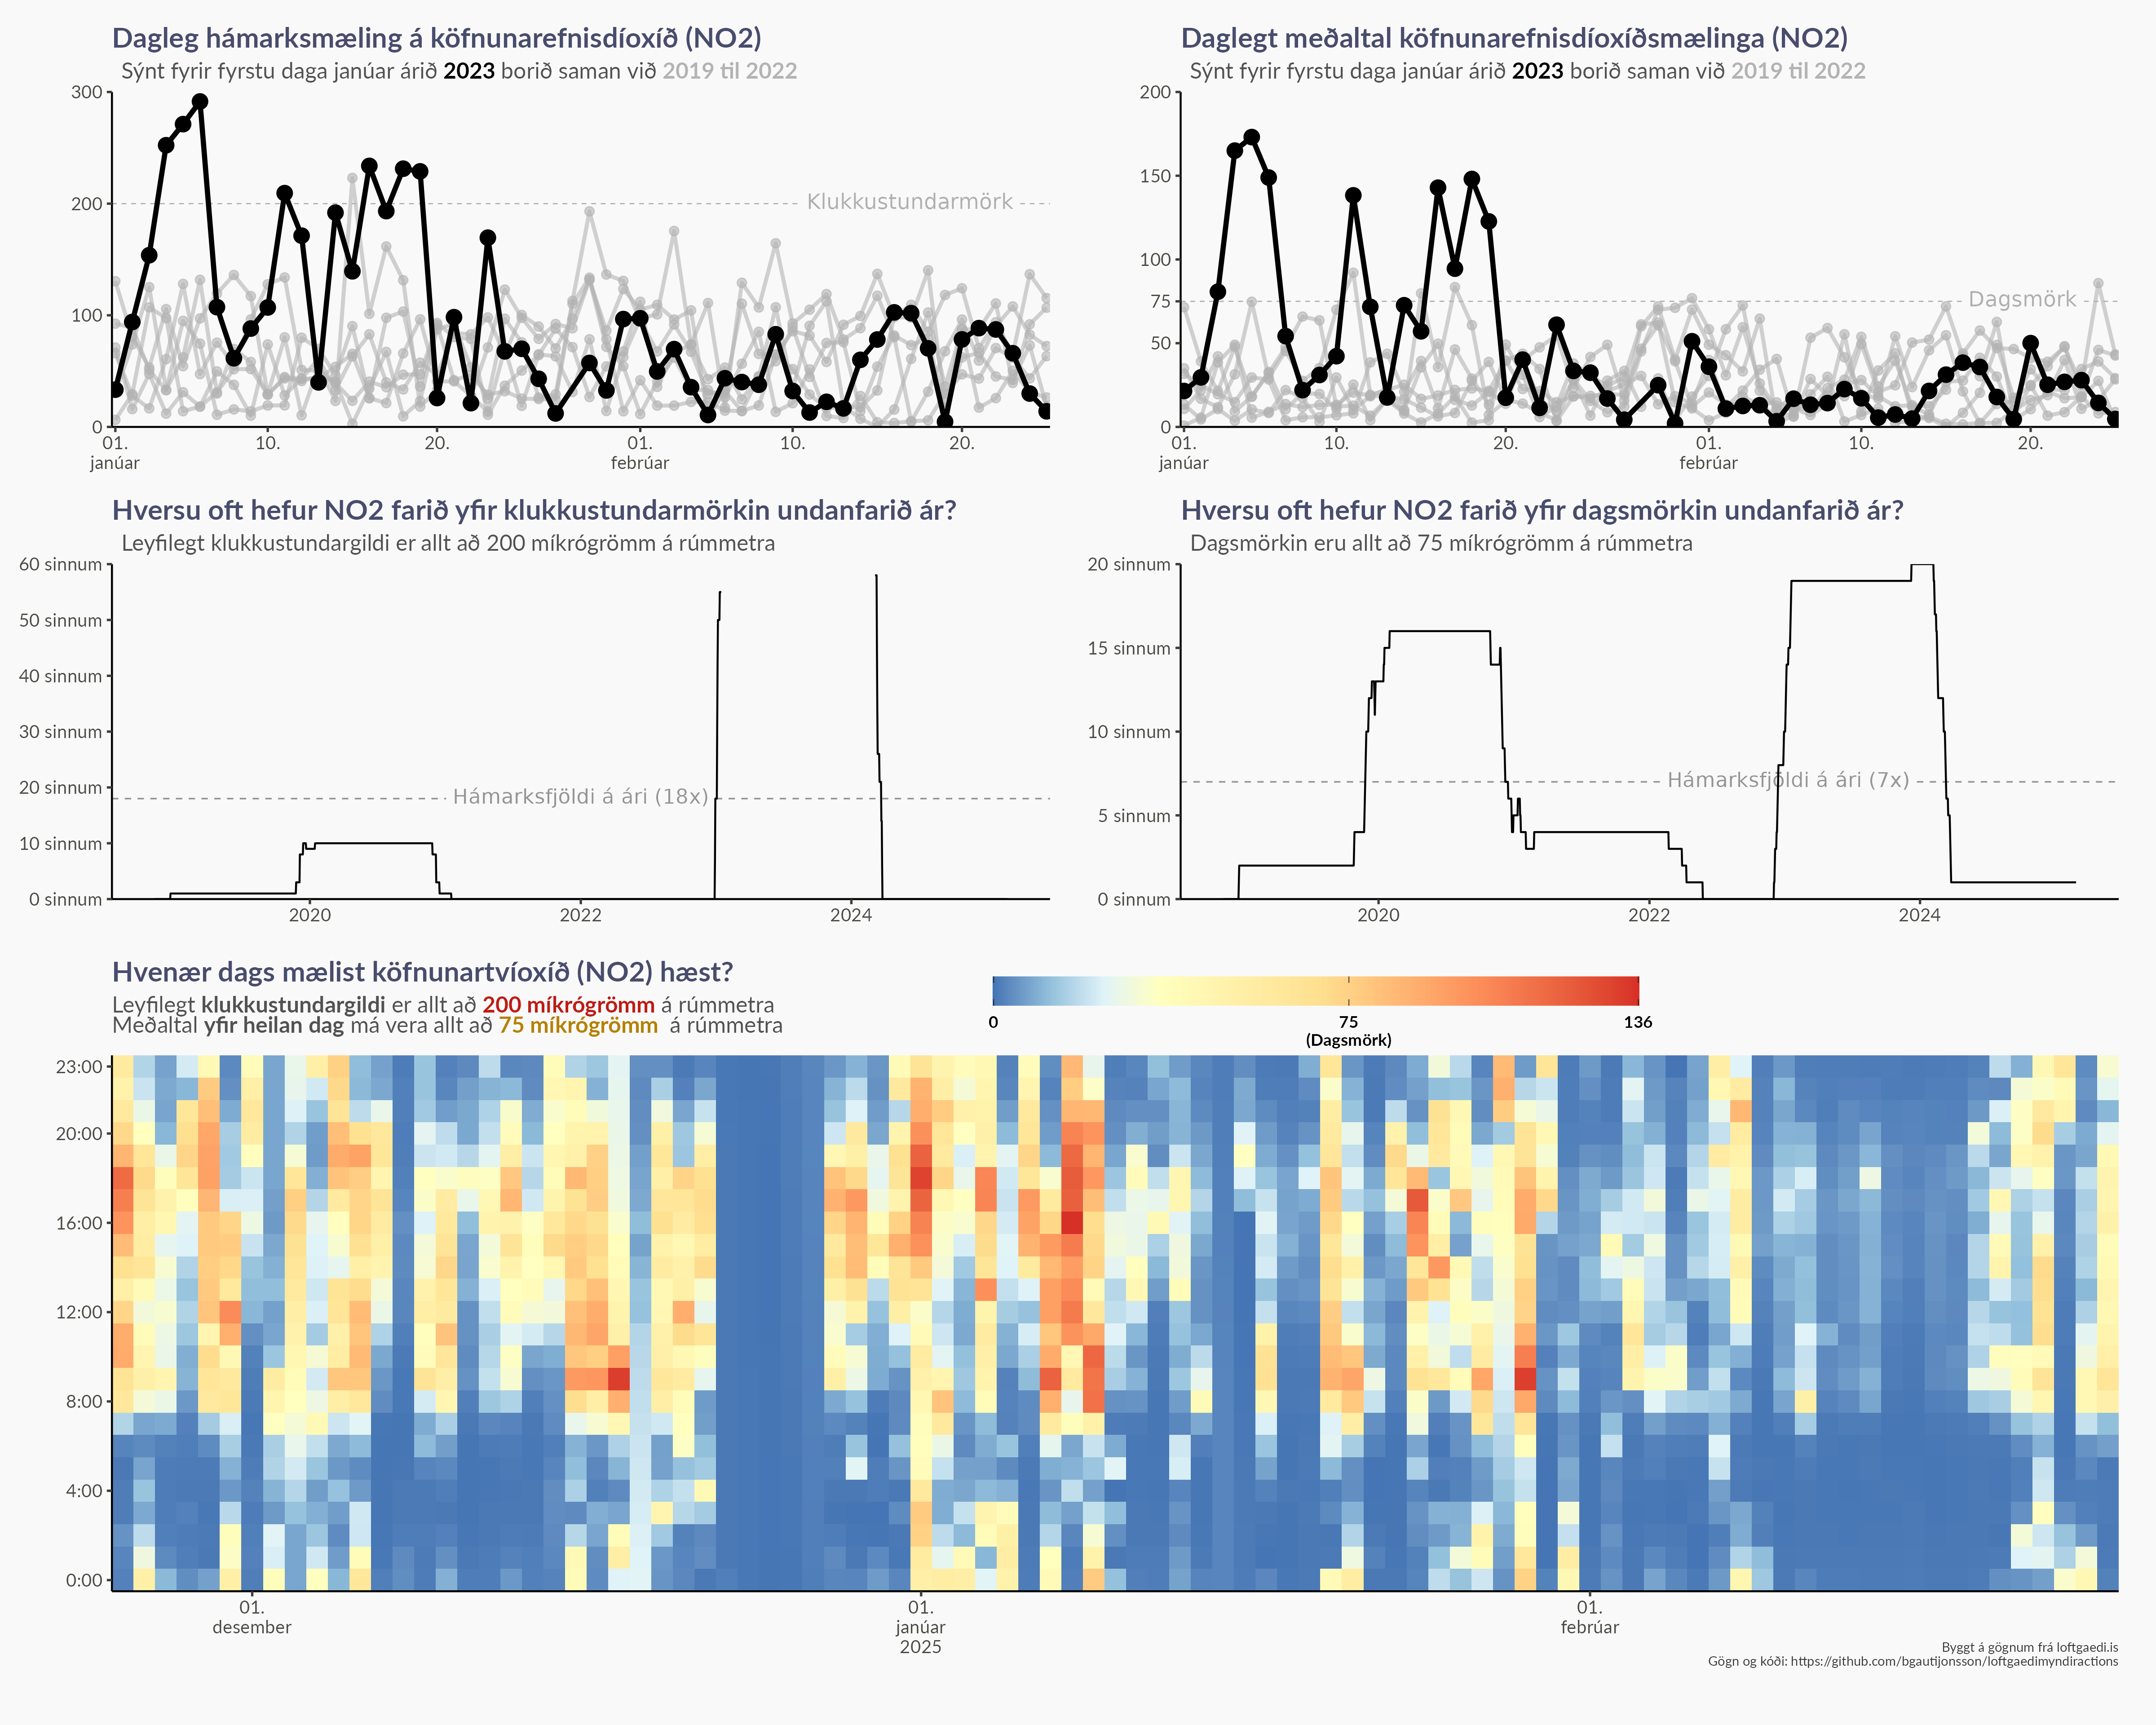 Dagleg hámarksmæling á köfnunarefnisdíoxíð (NO2)
Sýnt fyrir fyrstu daga janúar árið 2023 borið saman við 2019 til 2022
300
200
100
0
Klukkustundarmörk
01. 10. 20. 01. 10. 20.
janúar febrúar
Daglegt meðaltal köfnunarefnisdíoxíðsmælinga (NO2)
Sýnt fyrir fyrstu daga janúar árið 2023 borið saman við 2019 til 2022
200
150
100
75
50
0
Dagsmörk
01. 10. 20. 01. 10. 20.
janúar febrúar
Hversu oft hefur NO2 farið yfir klukkustundarmörkin undanfarið ár?
Leyfilegt klukkustundargildi er allt að 200 míkrógrömm á rúmmetra
60 sinnum
50 sinnum
40 sinnum
30 sinnum
20 sinnum
10 sinnum
0 sinnum
Hámarksfjöldi á ári (18x)
2020 2022 2024
Hversu oft hefur NO2 farið yfir dagsmörkin undanfarið ár?
Dagsmörkin eru allt að 75 míkrógrömm á rúmmetra
20 sinnum
15 sinnum
10 sinnum
5 sinnum
0 sinnum
Hámarksfjöldi á ári (7x)
2020 2022 2024
Hvenær dags mælist köfnunartvíoxíð (NO2) hæst?
Leyfilegt klukkustundargildi er allt að 200 míkrógrömm á rúmmetra
Meðaltal yfir heilan dag má vera allt að 75 míkrógrömm á rúmmetra
0 75 136
(Dagsmörk)
23:00
20:00
16:00
12:00
8:00
4:00
0:00
01. 01. 01.
desember janúar febrúar
2025
Byggt á gögnum frá loftgaedi.is
Gögn og kóði: https://github.com/bgautijonsson/loftgaedimyndiractions